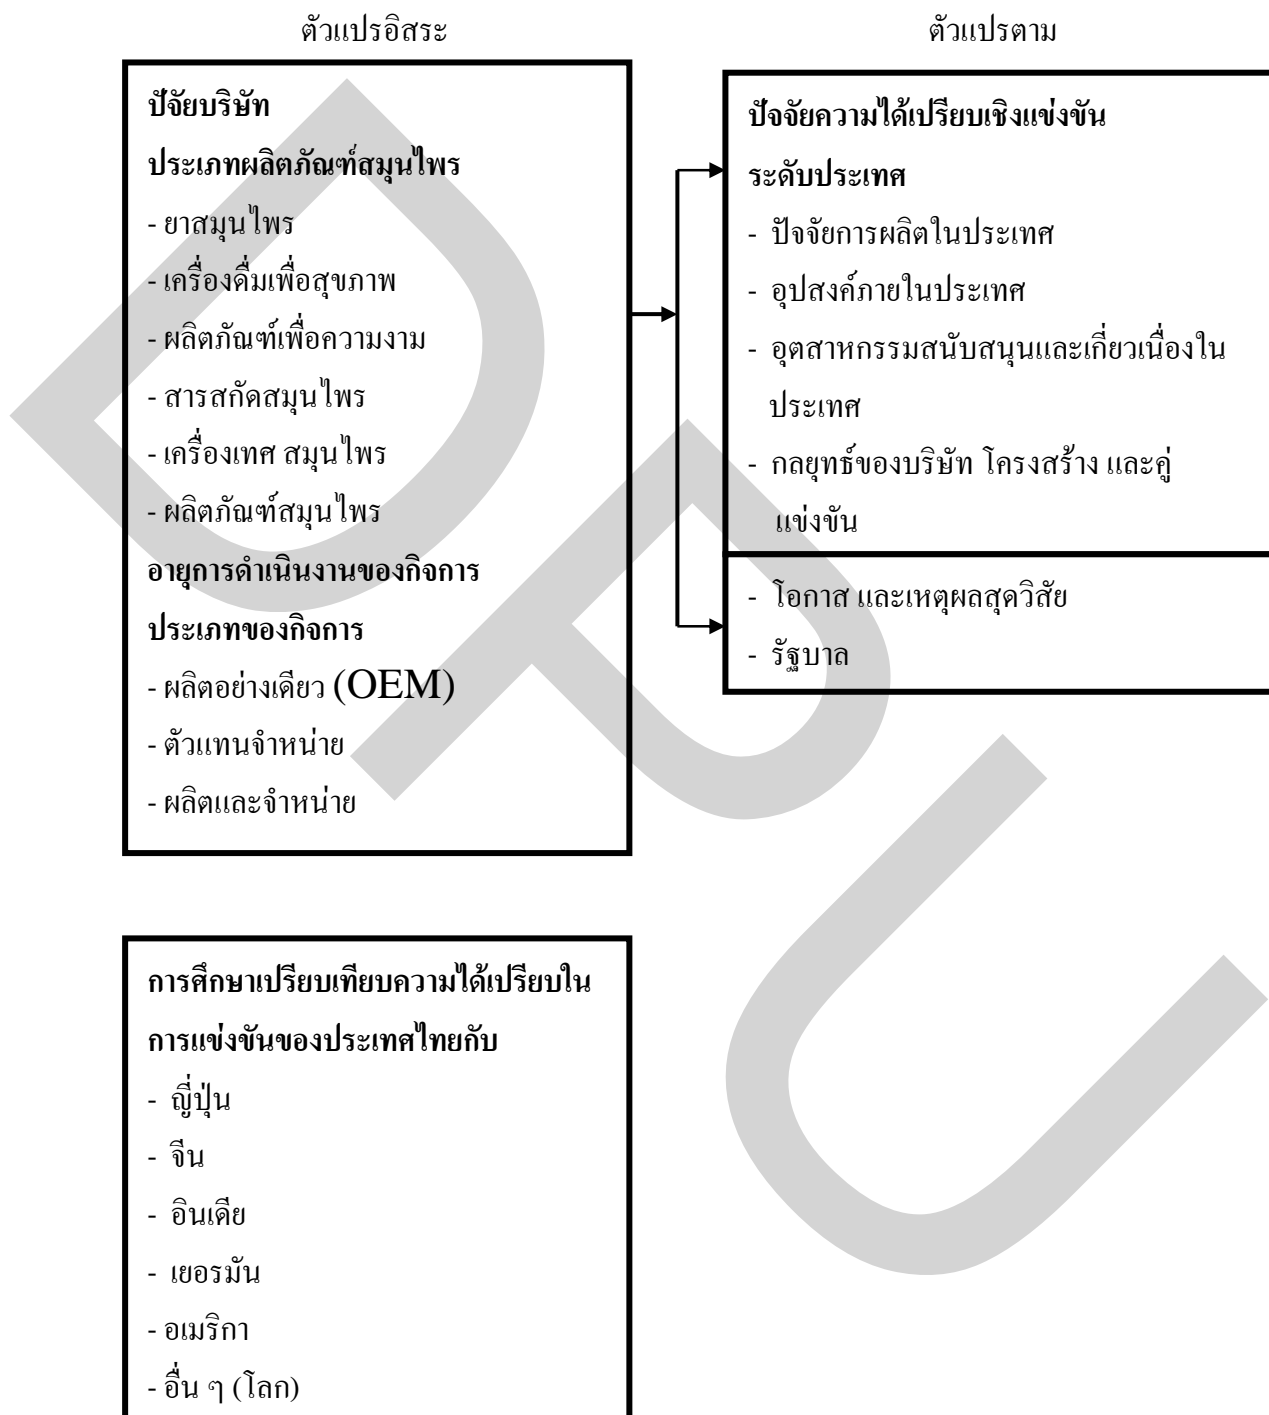 ตัวแปรอิสระ
ตัวแปรตาม
ปัจัยบริษัท
ประเภทผลิตภัณฑ์สมุนไพร
- ยาสมุนไพร
- เครื่องดื่มเพื่อสุขภาพ
- ผลิตภัณฑ์เพื่อความงาม
- สารสกัดสมุนไพร
- เครื่องเทศ สมุนไพร
- ผลิตภัณฑ์สมุนไพร
อายุการดำเนินงานของกิจการ
ประเภทของกิจการ
- ผลิตอย่างเดียว (OEM)
- ตัวแทนจำหน่าย
- ผลิตและจำหน่าย
ปัจจัยความได้เปรียบเชิงแข่งขัน
ระดับประเทศ
- ปัจจัยการผลิตในประเทศ
- อุปสงค์ภายในประเทศ
- อุตสาหกรรมสนับสนุนและเกี่ยวเนื่องใน
ประเทศ
- กลยุทธ์ของบริษัท โครงสร้าง และคู่
แข่งขัน
- โอกาส และเหตุผลสุดวิสัย
- รัฐบาล
การศึกษาเปรียบเทียบความได้เปรียบใน
การแข่งขันของประเทศไทยกับ
- ญี่ปุ่น
- จีน
- อินเดีย
- เยอรมัน
- อเมริกา
- อื่น ๆ (โลก)
DPU